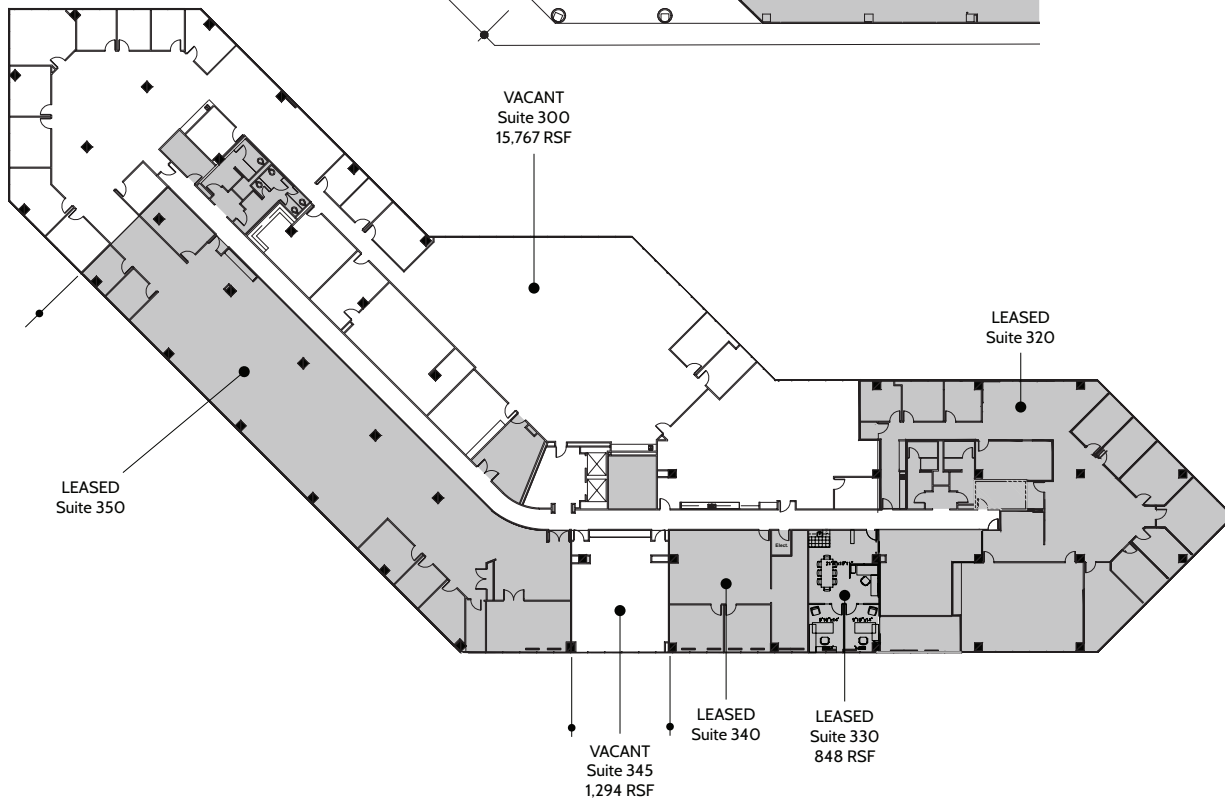 VACANT
Suite 300
15,767 RSF
LEASED
Suite 320
LEASED
Suite 350
Elect.
LEASED
Suite 340
LEASED
Suite 330
848 RSF
VACANT
Suite 345
1,294 RSF